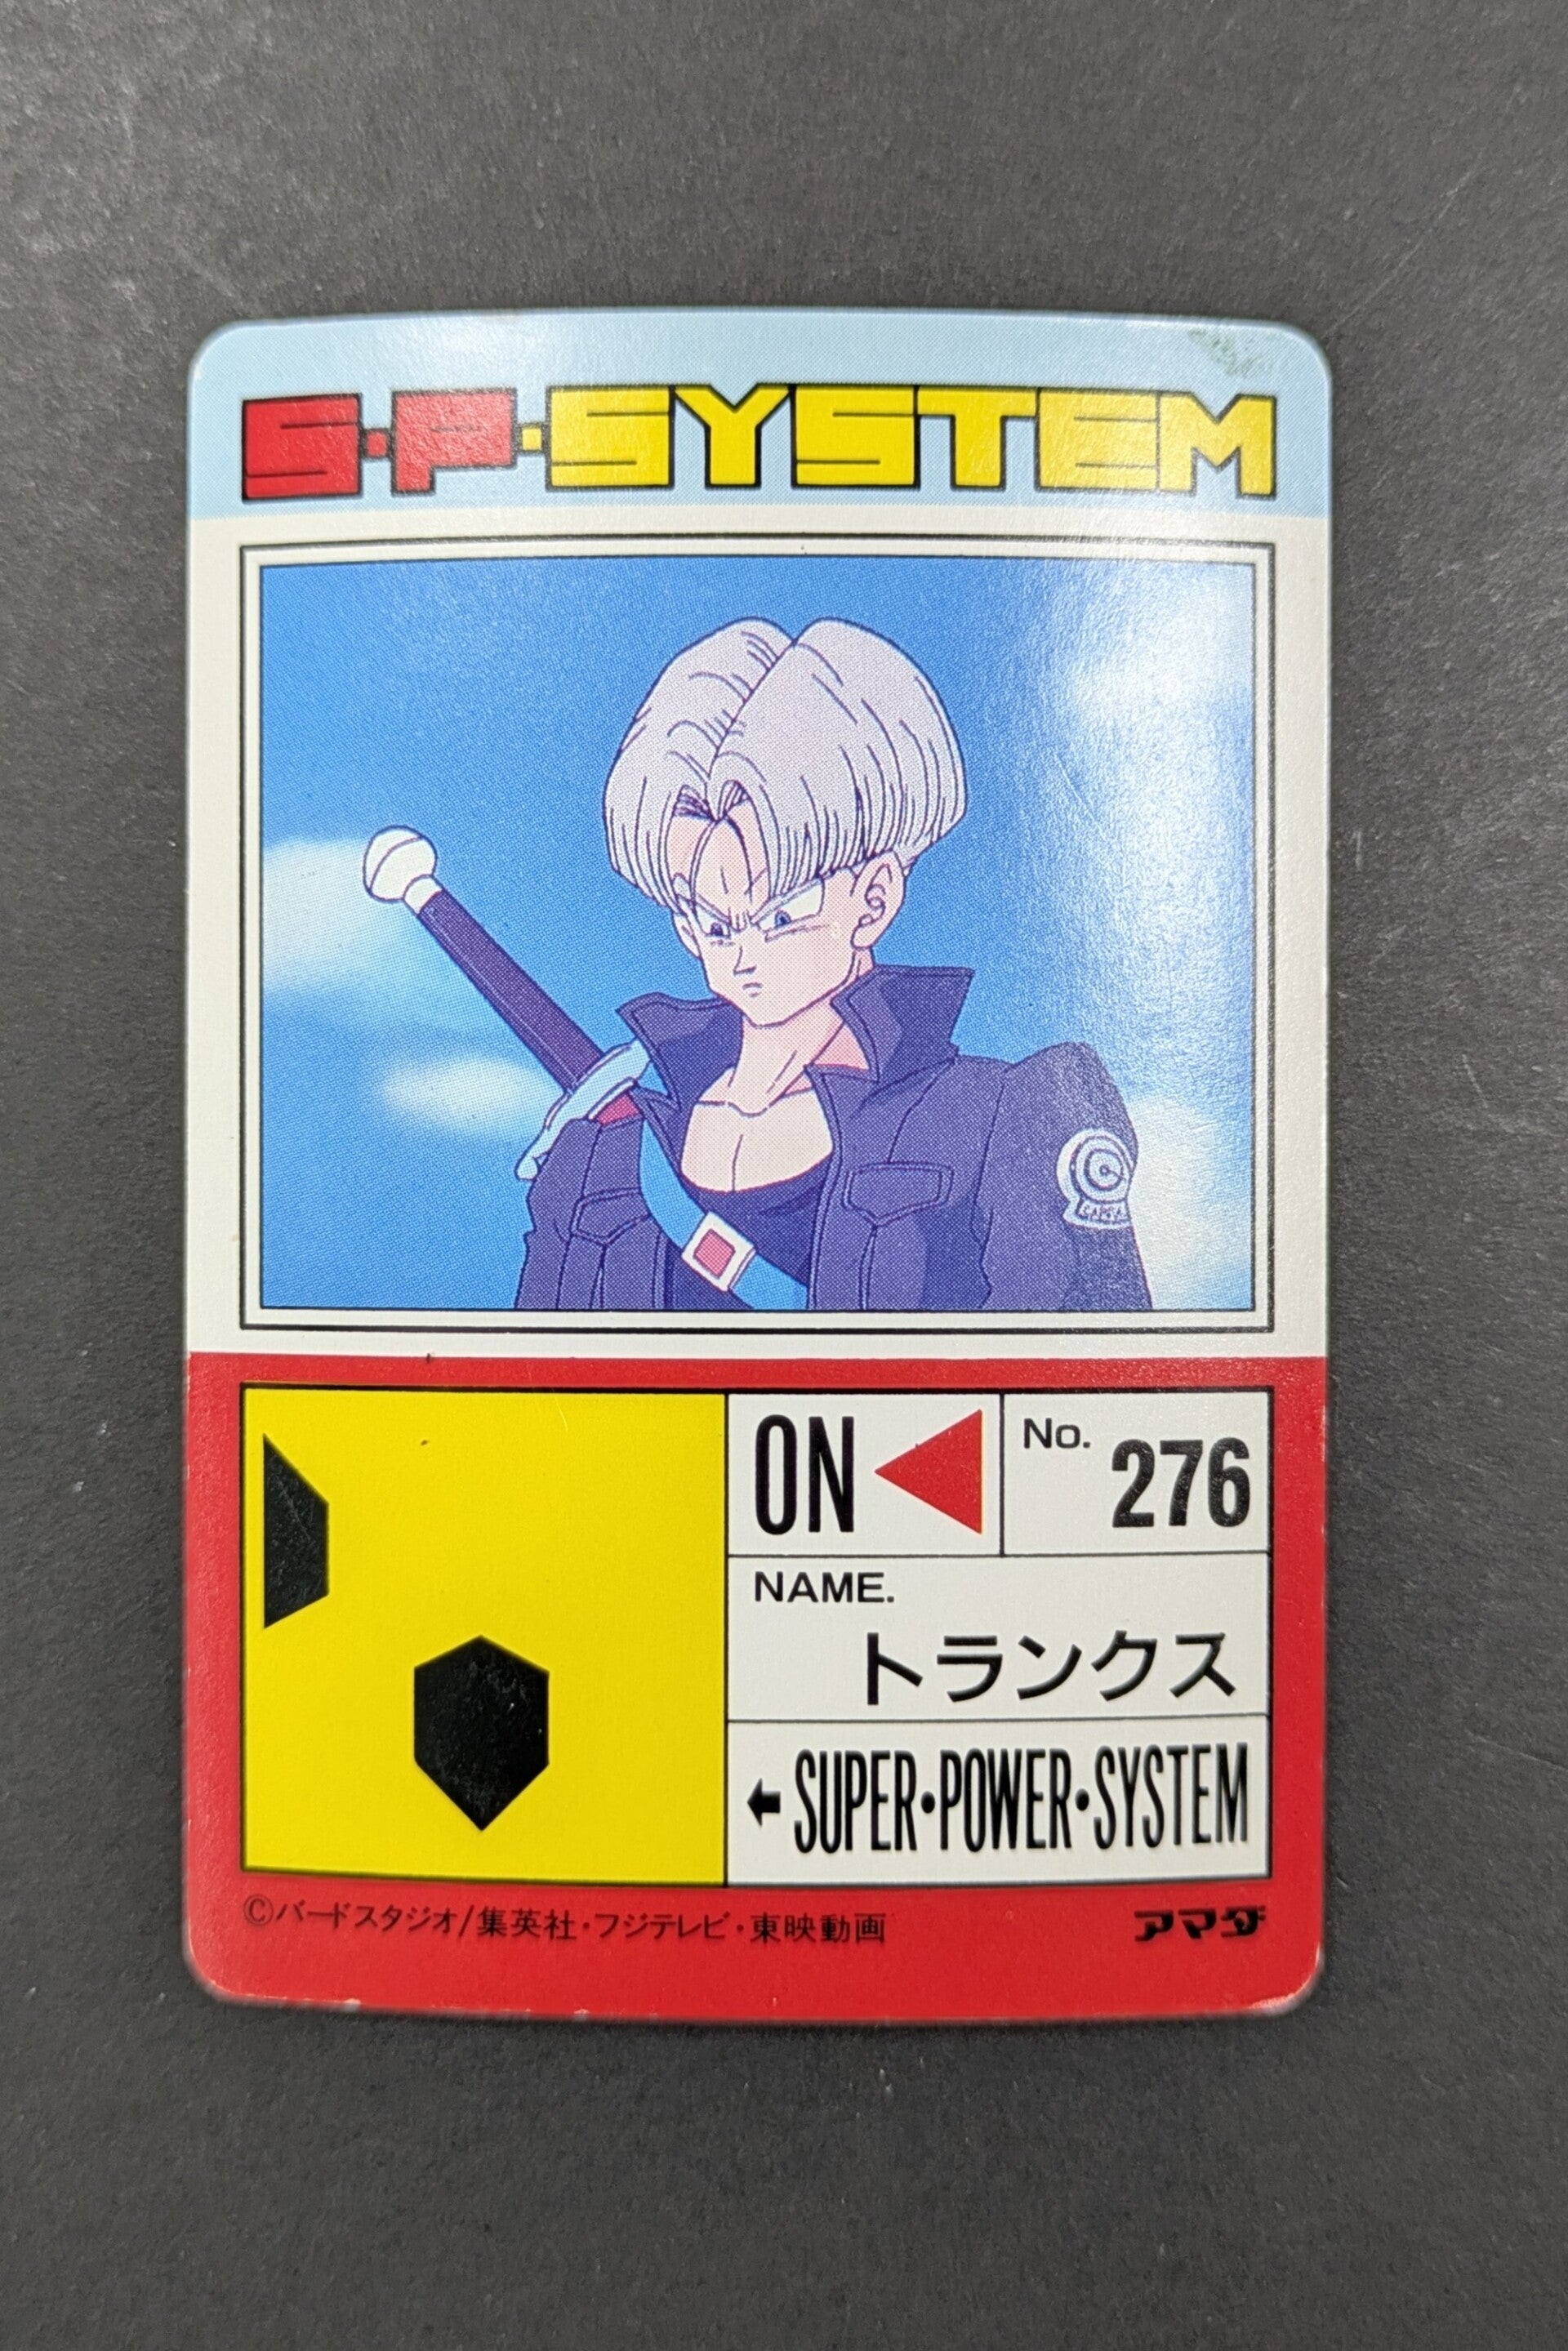 S・P・SYSTEM
ON
No. 276
NAME.
トランクス
←SUPER・POWER・SYSTEM
©バードスタジオ/集英社・フジテレビ・東映動画
アマダ